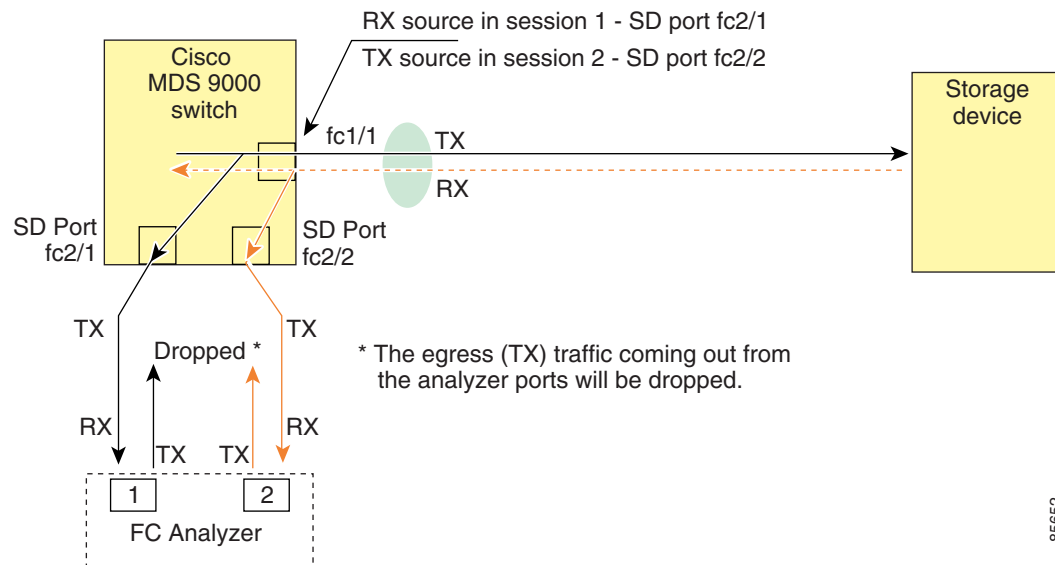 RX source in session 1 - SD port fc2/1
TX source in session 2 - SD port fc2/2
Cisco
MDS 9000
switch
Storage
device
fc1/1
TX
RX
SD Port
fc2/1
SD Port
fc2/2
TX
TX
Dropped *
* The egress (TX) traffic coming out from
the analyzer ports will be dropped.
RX
TX
TX
RX
1
2
FC Analyzer
85652